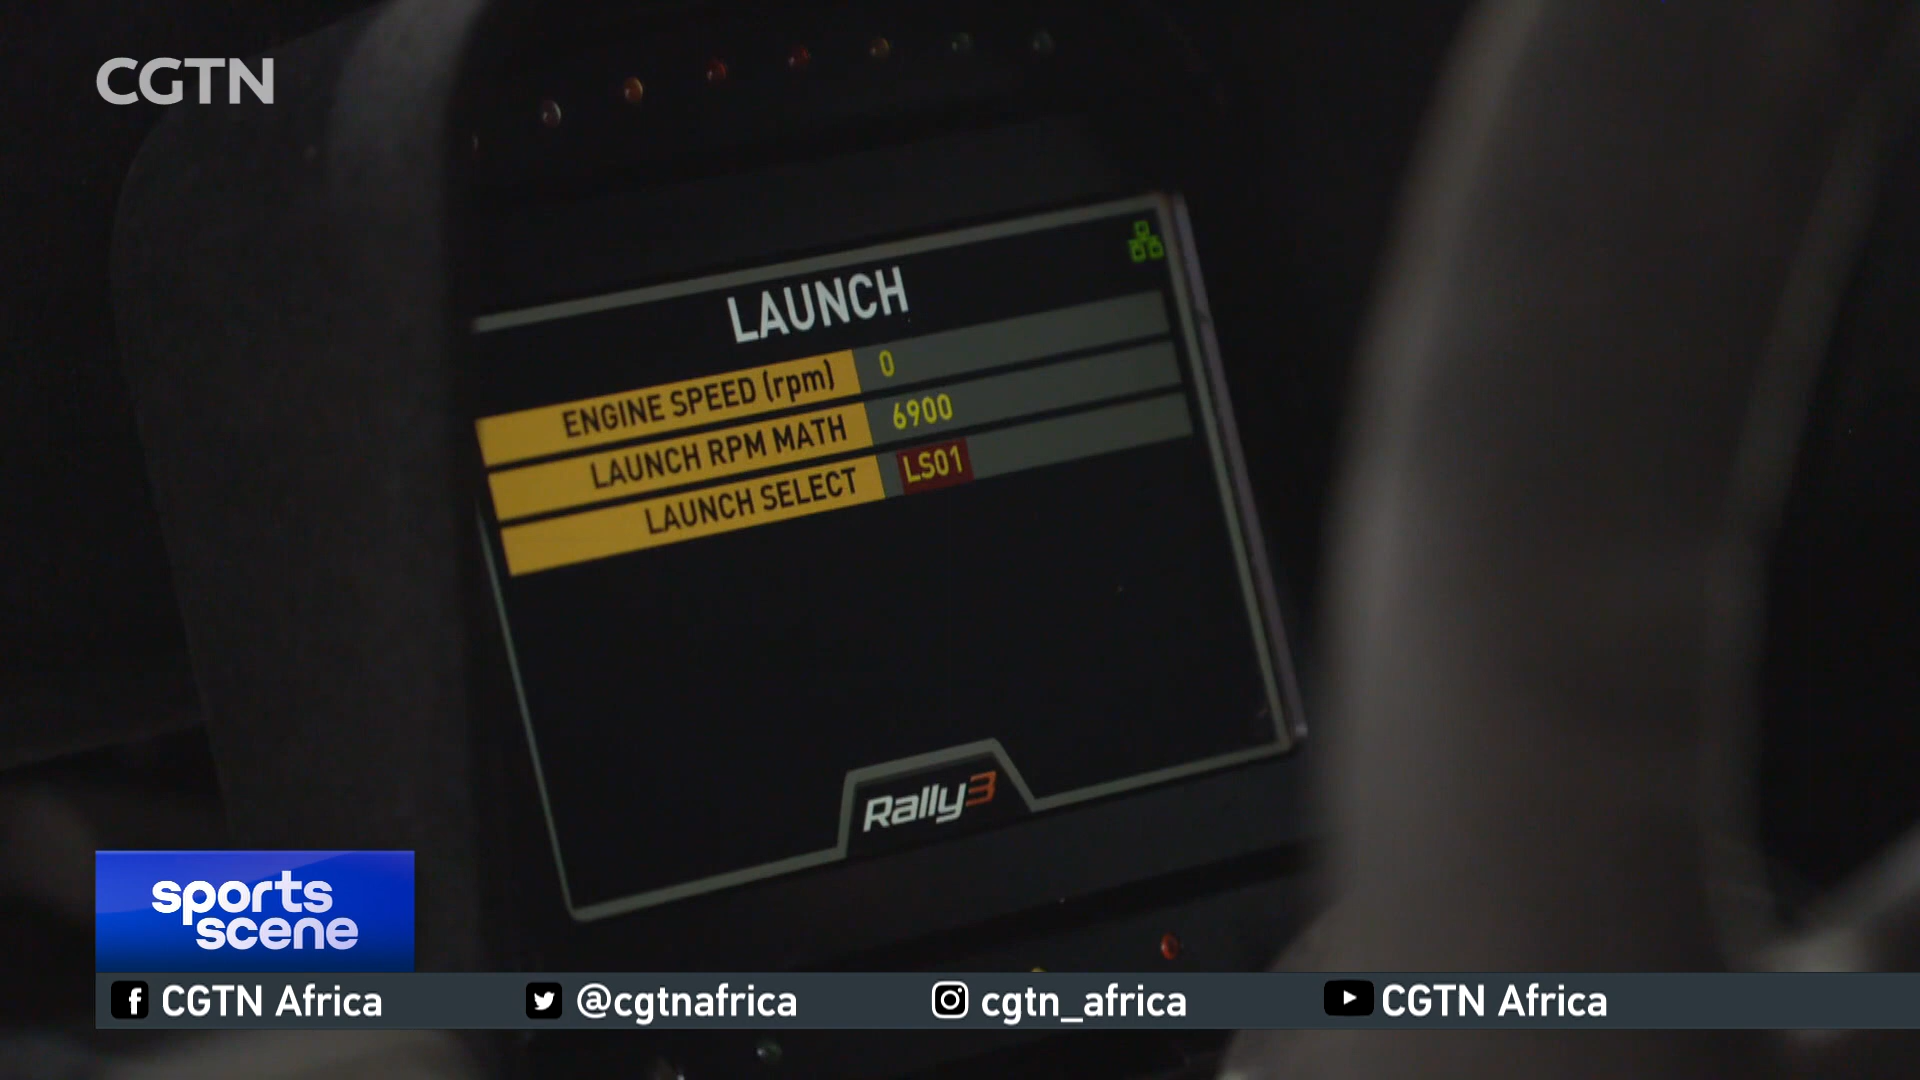 CGTN
LAUNCH
ENGINE SPEED (rpm) 0
LAUNCH RPM MATH 6900
LAUNCH SELECT LS01
Rally3
sports
scene
CGTN Africa @cgtnafrica cgtn_africa CGTN Africa